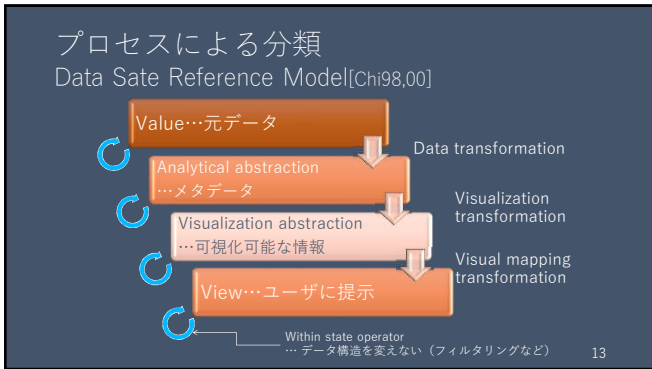 プロセスによる分類
Data Sate Reference Model[Chi98,00]
Value…元データ
Data transformation
Analytical abstraction
…メタデータ
Visualization
transformation
Visualization abstraction
…可視化可能な情報
Visual mapping
transformation
View…ユーザに提示
Within state operator
… データ構造を変えない（フィルタリングなど）
13